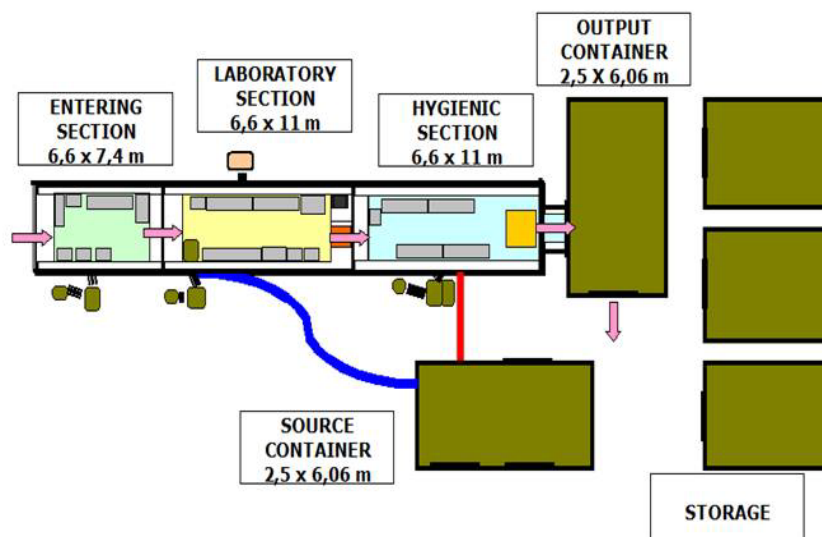 OUTPUT
CONTAINER
2,5 X 6,06 m
LABORATORY
SECTION
6,6 x 11 m
ENTERING
SECTION
6,6 x 7,4 m
HYGIENIC
SECTION
6,6 x 11 m
SOURCE
CONTAINER
2,5 x 6,06 m
STORAGE